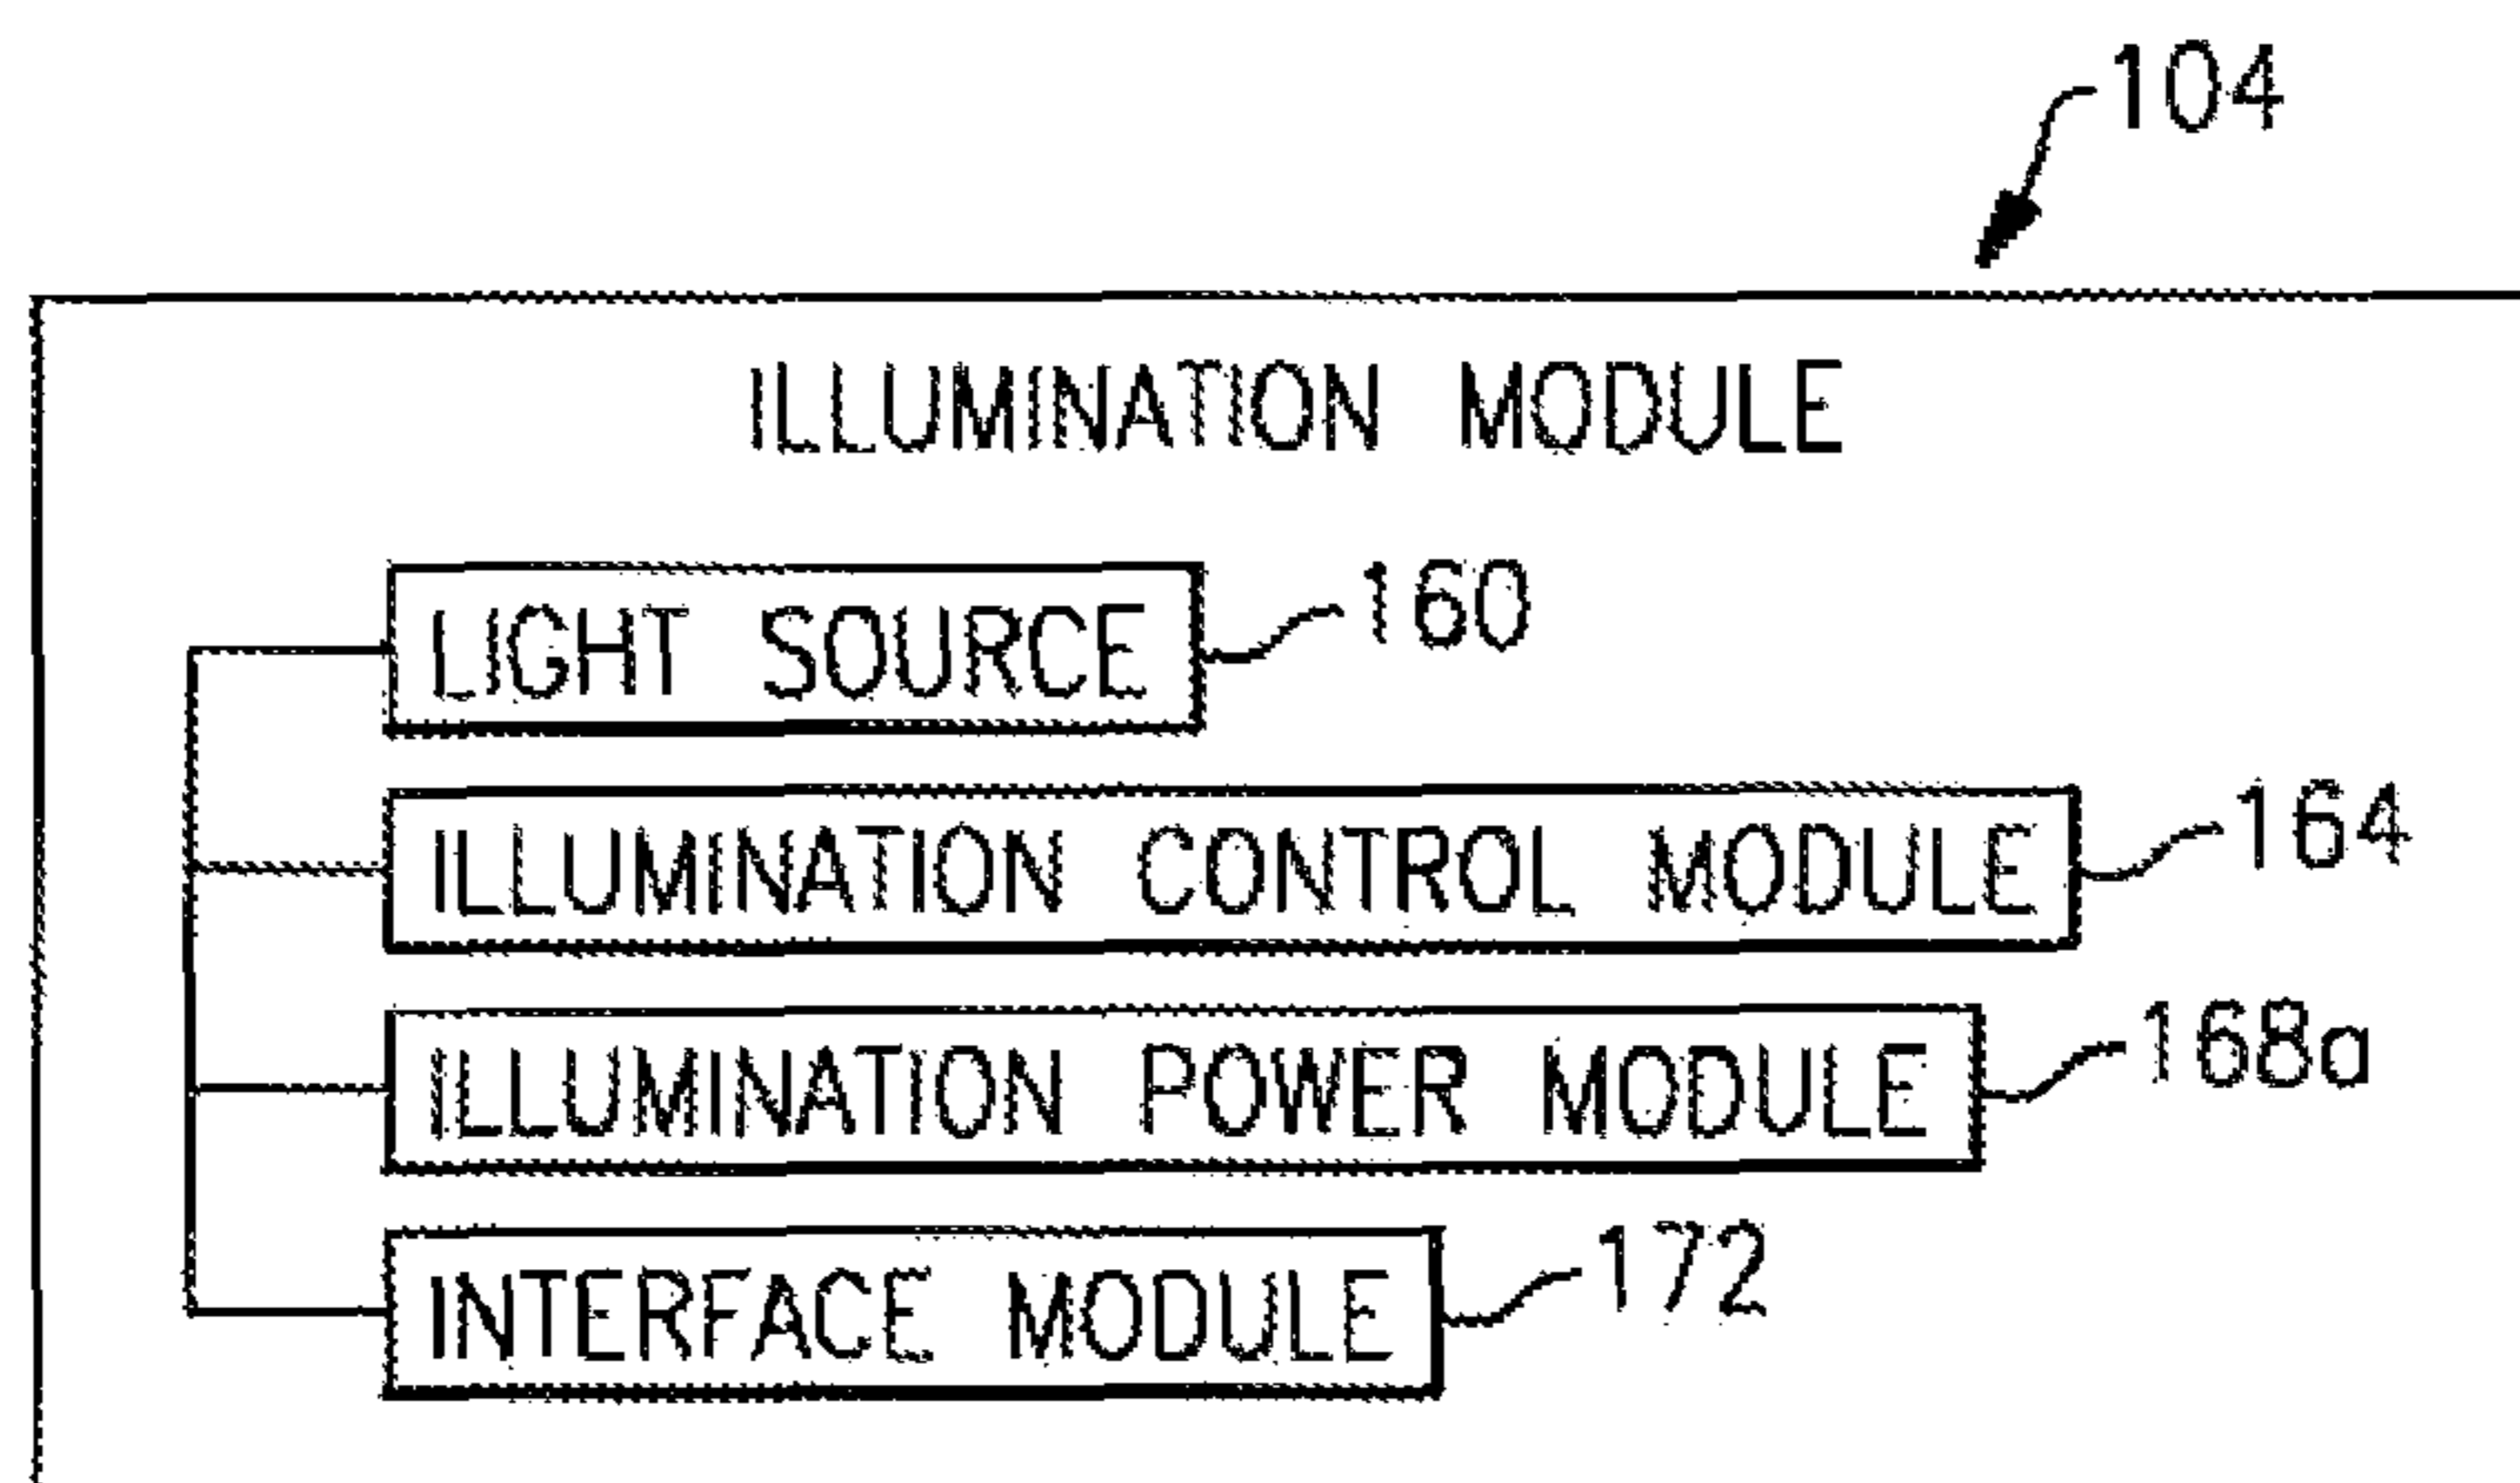 104
ILLUMINATION MODULE
LIGHT SOURCE 160
ILLUMINATION CONTROL MODULE 164
ILLUMINATION POWER MODULE 168a
INTERFACE MODULE 172